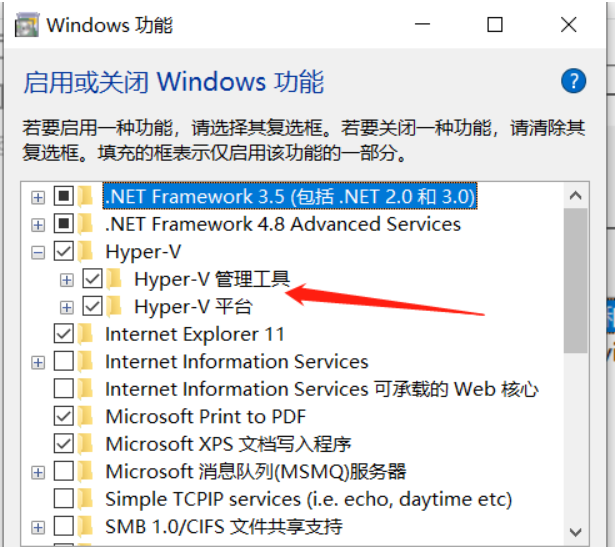 Windows 功能
启用或关闭 Windows 功能
?
若要启用一种功能，请选择其复选框。若要关闭一种功能，请清除其
复选框。填充的框表示仅启用该功能的一部分。
.NET Framework 3.5 (包括 .NET 2.0 和 3.0)
.NET Framework 4.8 Advanced Services
Hyper-V
Hyper-V 管理工具
Hyper-V 平台
Internet Explorer 11
Internet Information Services
Internet Information Services 可承载的 Web 核心
Microsoft Print to PDF
Microsoft XPS 文档写入程序
Microsoft 消息队列(MSMQ)服务器
Simple TCPIP services (i.e. echo, daytime etc)
SMB 1.0/CIFS 文件共享支持